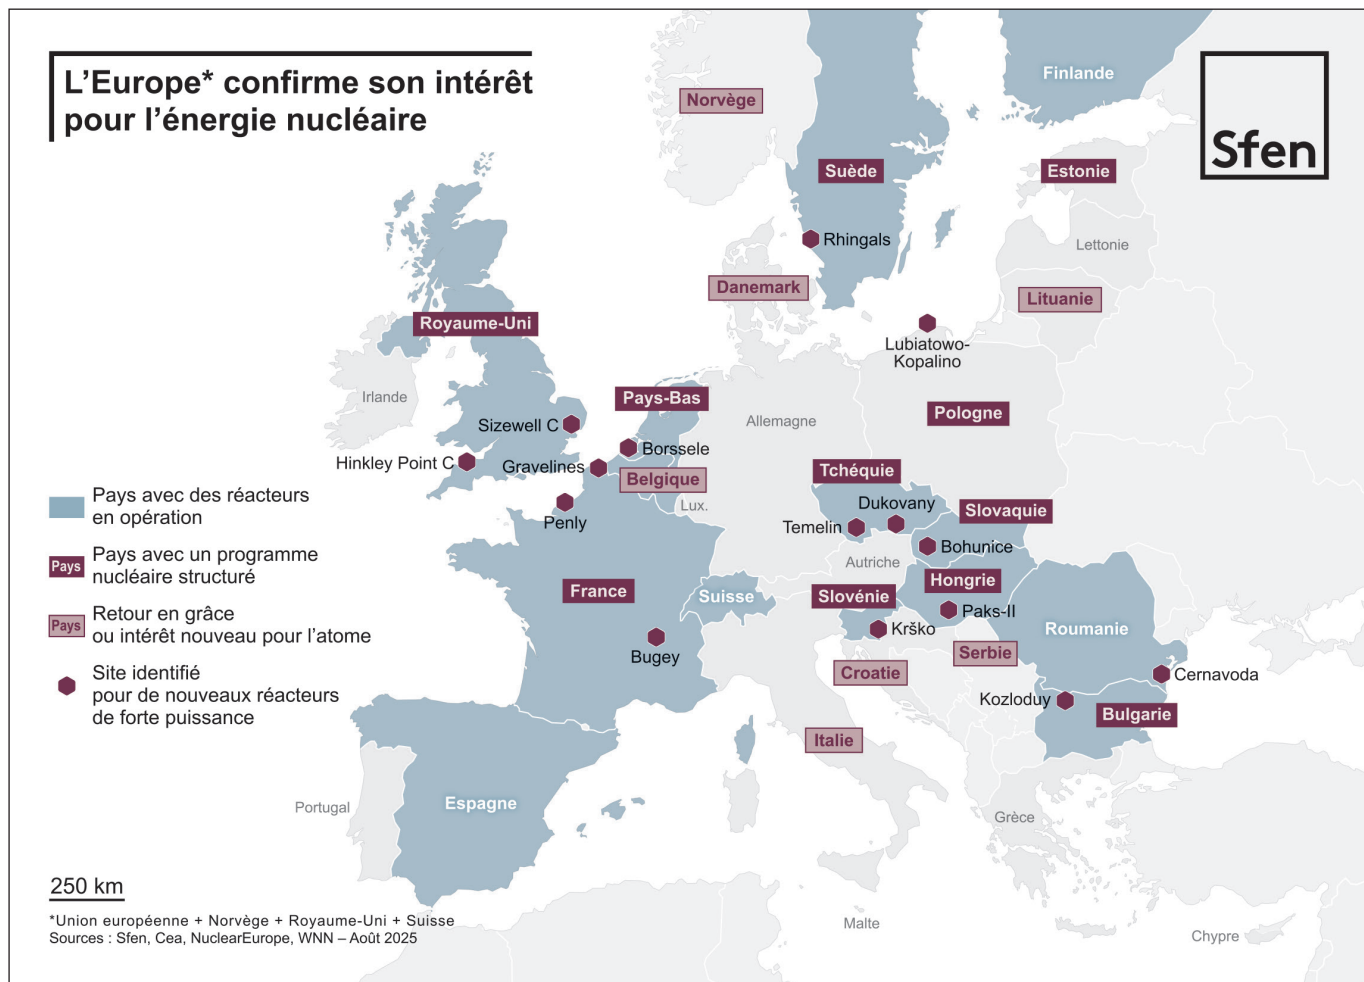 L’Europe* confirme son intérêt
pour l’énergie nucléaire
Sfen
Finlande
Norvège
Suède
Estonie
Rhingals
Lettonie
Danemark
Lituanie
Royaume-Uni
Lubiatowo-
Kopalino
Irlande
Pays-Bas
Pologne
Allemagne
Sizewell C
Borssele
Hinkley Point C
Gravelines
Belgique
Tchéquie
Lux.
Dukovany
Slovaquie
Penly
Temelin
Bohunice
Autriche
Hongrie
France
Suisse
Slovénie
Paks-II
Krško
Roumanie
Bugey
Serbie
Croatie
Cernavoda
Kozloduy
Bulgarie
Italie
Espagne
Portugal
Grèce
Malte
Chypre
Pays avec des réacteurs
en opération
Pays
Pays avec un programme
nucléaire structuré
Pays
Retour en grâce
ou intérêt nouveau pour l’atome
Site identifié
pour de nouveaux réacteurs
de forte puissance
250 km
*Union européenne + Norvège + Royaume-Uni + Suisse
Sources : Sfen, Cea, NuclearEurope, WNN – Août 2025